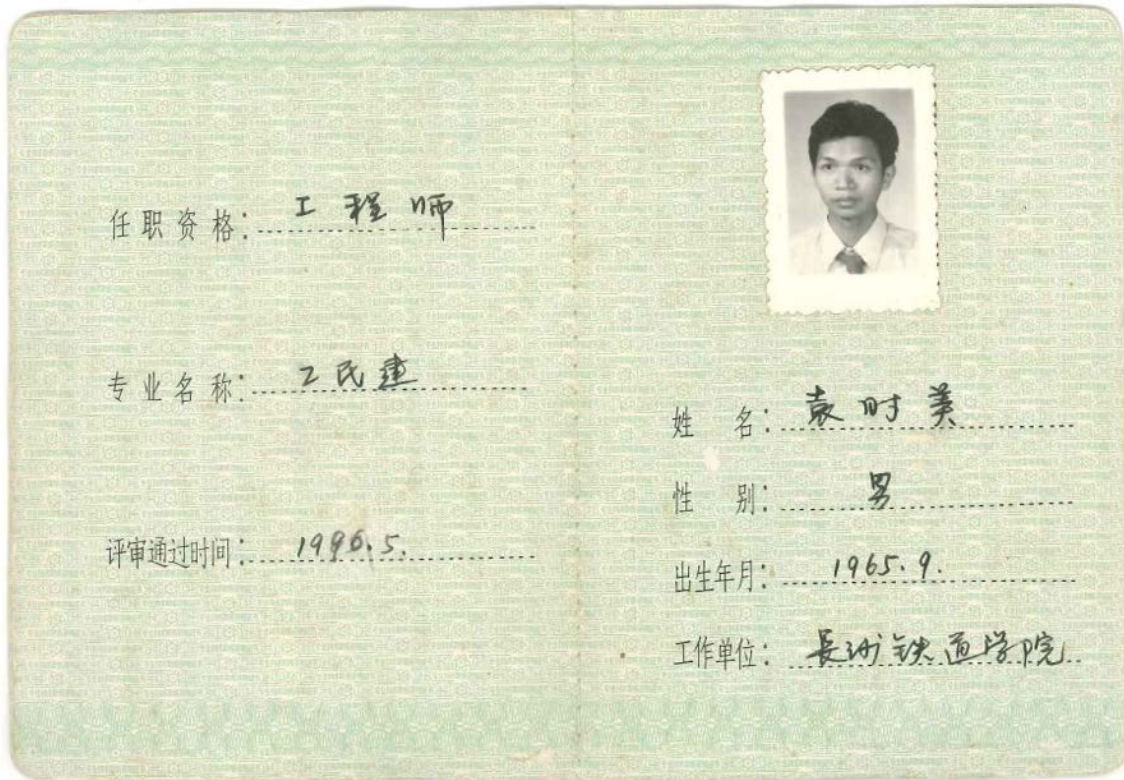 任职资格：工程师
专业名称：工民建
评审通过时间：1996.5.
姓名：袁时美
性别：男
出生年月：1965.9.
工作单位：長沙铁道学院